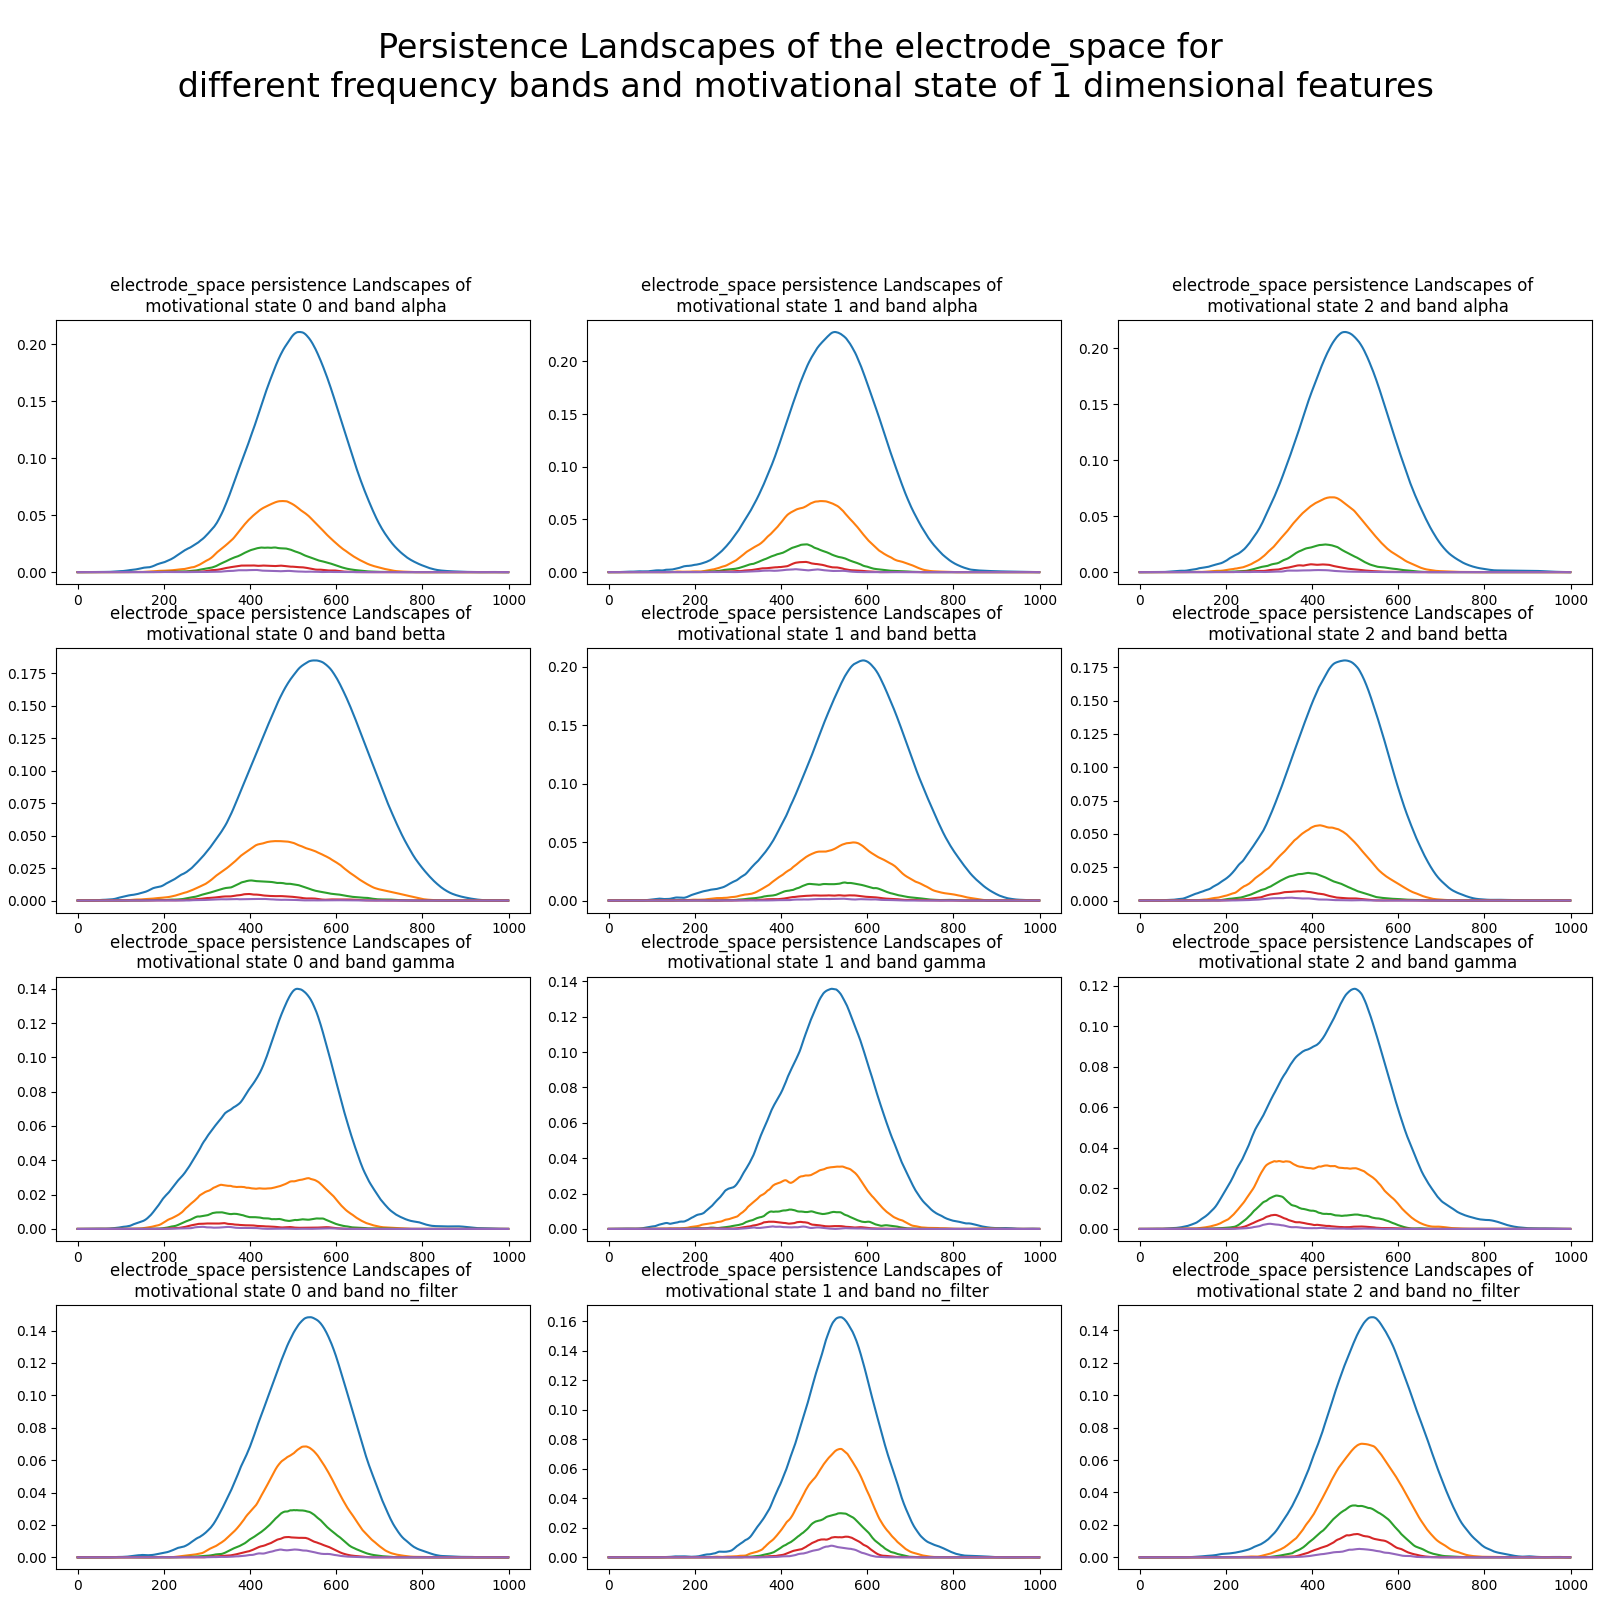 Persistence Landscapes of the electrode_space for
different frequency bands and motivational state of 1 dimensional features
electrode_space persistence Landscapes of
motivational state 0 and band alpha
0.20
0.15
0.10
0.05
0.00
0 200 400 600 800 1000
electrode_space persistence Landscapes of
motivational state 1 and band alpha
0.20
0.15
0.10
0.05
0.00
0 200 400 600 800 1000
electrode_space persistence Landscapes of
motivational state 2 and band alpha
0.20
0.15
0.10
0.05
0.00
0 200 400 600 800 1000
electrode_space persistence Landscapes of
motivational state 0 and band betta
0.175
0.150
0.125
0.100
0.075
0.050
0.025
0.000
0 200 400 600 800 1000
electrode_space persistence Landscapes of
motivational state 1 and band betta
0.20
0.15
0.10
0.05
0.00
0 200 400 600 800 1000
electrode_space persistence Landscapes of
motivational state 2 and band betta
0.175
0.150
0.125
0.100
0.075
0.050
0.025
0.000
0 200 400 600 800 1000
electrode_space persistence Landscapes of
motivational state 0 and band gamma
0.14
0.12
0.10
0.08
0.06
0.04
0.02
0.00
0 200 400 600 800 1000
electrode_space persistence Landscapes of
motivational state 1 and band gamma
0.14
0.12
0.10
0.08
0.06
0.04
0.02
0.00
0 200 400 600 800 1000
electrode_space persistence Landscapes of
motivational state 2 and band gamma
0.12
0.10
0.08
0.06
0.04
0.02
0.00
0 200 400 600 800 1000
electrode_space persistence Landscapes of
motivational state 0 and band no_filter
0.14
0.12
0.10
0.08
0.06
0.04
0.02
0.00
0 200 400 600 800 1000
electrode_space persistence Landscapes of
motivational state 1 and band no_filter
0.16
0.14
0.12
0.10
0.08
0.06
0.04
0.02
0.00
0 200 400 600 800 1000
electrode_space persistence Landscapes of
motivational state 2 and band no_filter
0.14
0.12
0.10
0.08
0.06
0.04
0.02
0.00
0 200 400 600 800 1000